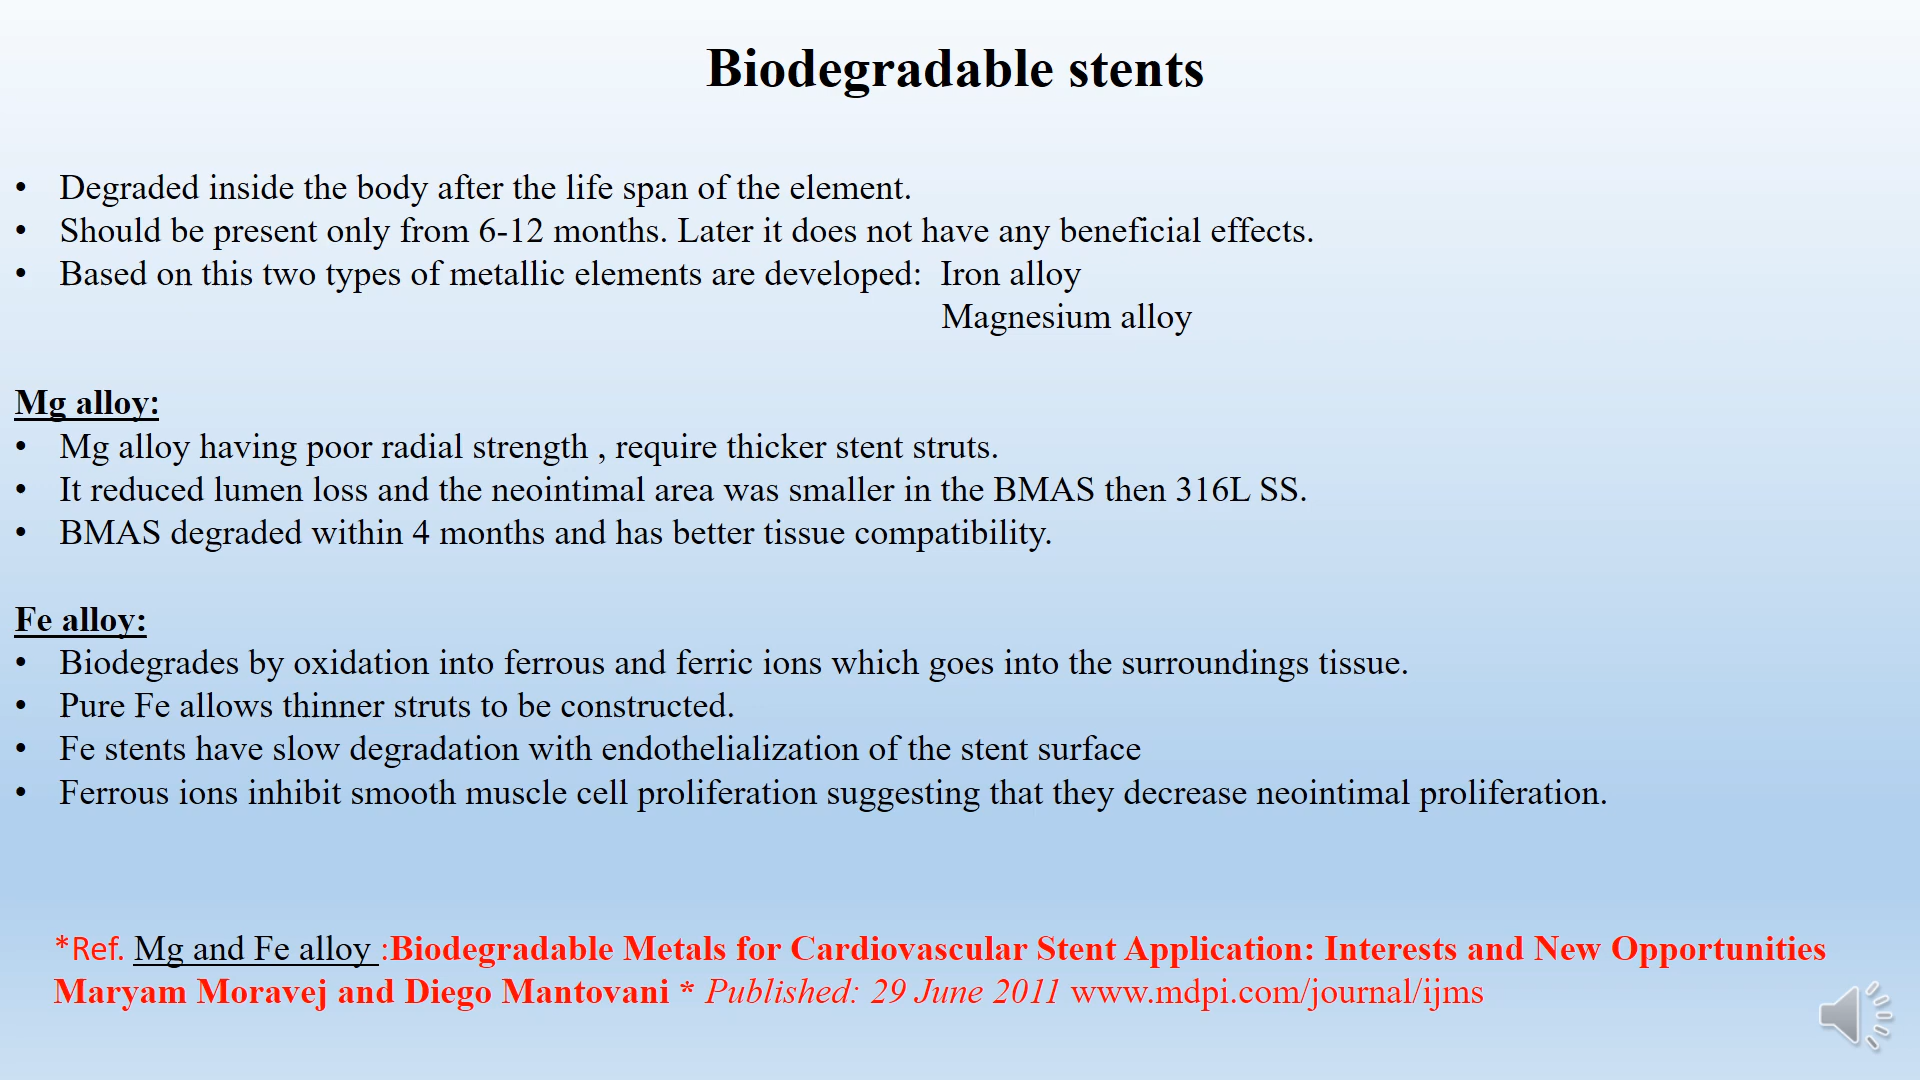 Biodegradable stents
• Degraded inside the body after the life span of the element.
• Should be present only from 6-12 months. Later it does not have any beneficial effects.
• Based on this two types of metallic elements are developed: Iron alloy
Magnesium alloy
Mg alloy:
• Mg alloy having poor radial strength , require thicker stent struts.
• It reduced lumen loss and the neointimal area was smaller in the BMAS then 316L SS.
• BMAS degraded within 4 months and has better tissue compatibility.
Fe alloy:
• Biodegrades by oxidation into ferrous and ferric ions which goes into the surroundings tissue.
• Pure Fe allows thinner struts to be constructed.
• Fe stents have slow degradation with endothelialization of the stent surface
• Ferrous ions inhibit smooth muscle cell proliferation suggesting that they decrease neointimal proliferation.
*Ref. Mg and Fe alloy :Biodegradable Metals for Cardiovascular Stent Application: Interests and New Opportunities
Maryam Moravej and Diego Mantovani * Published: 29 June 2011 www.mdpi.com/journal/ijms